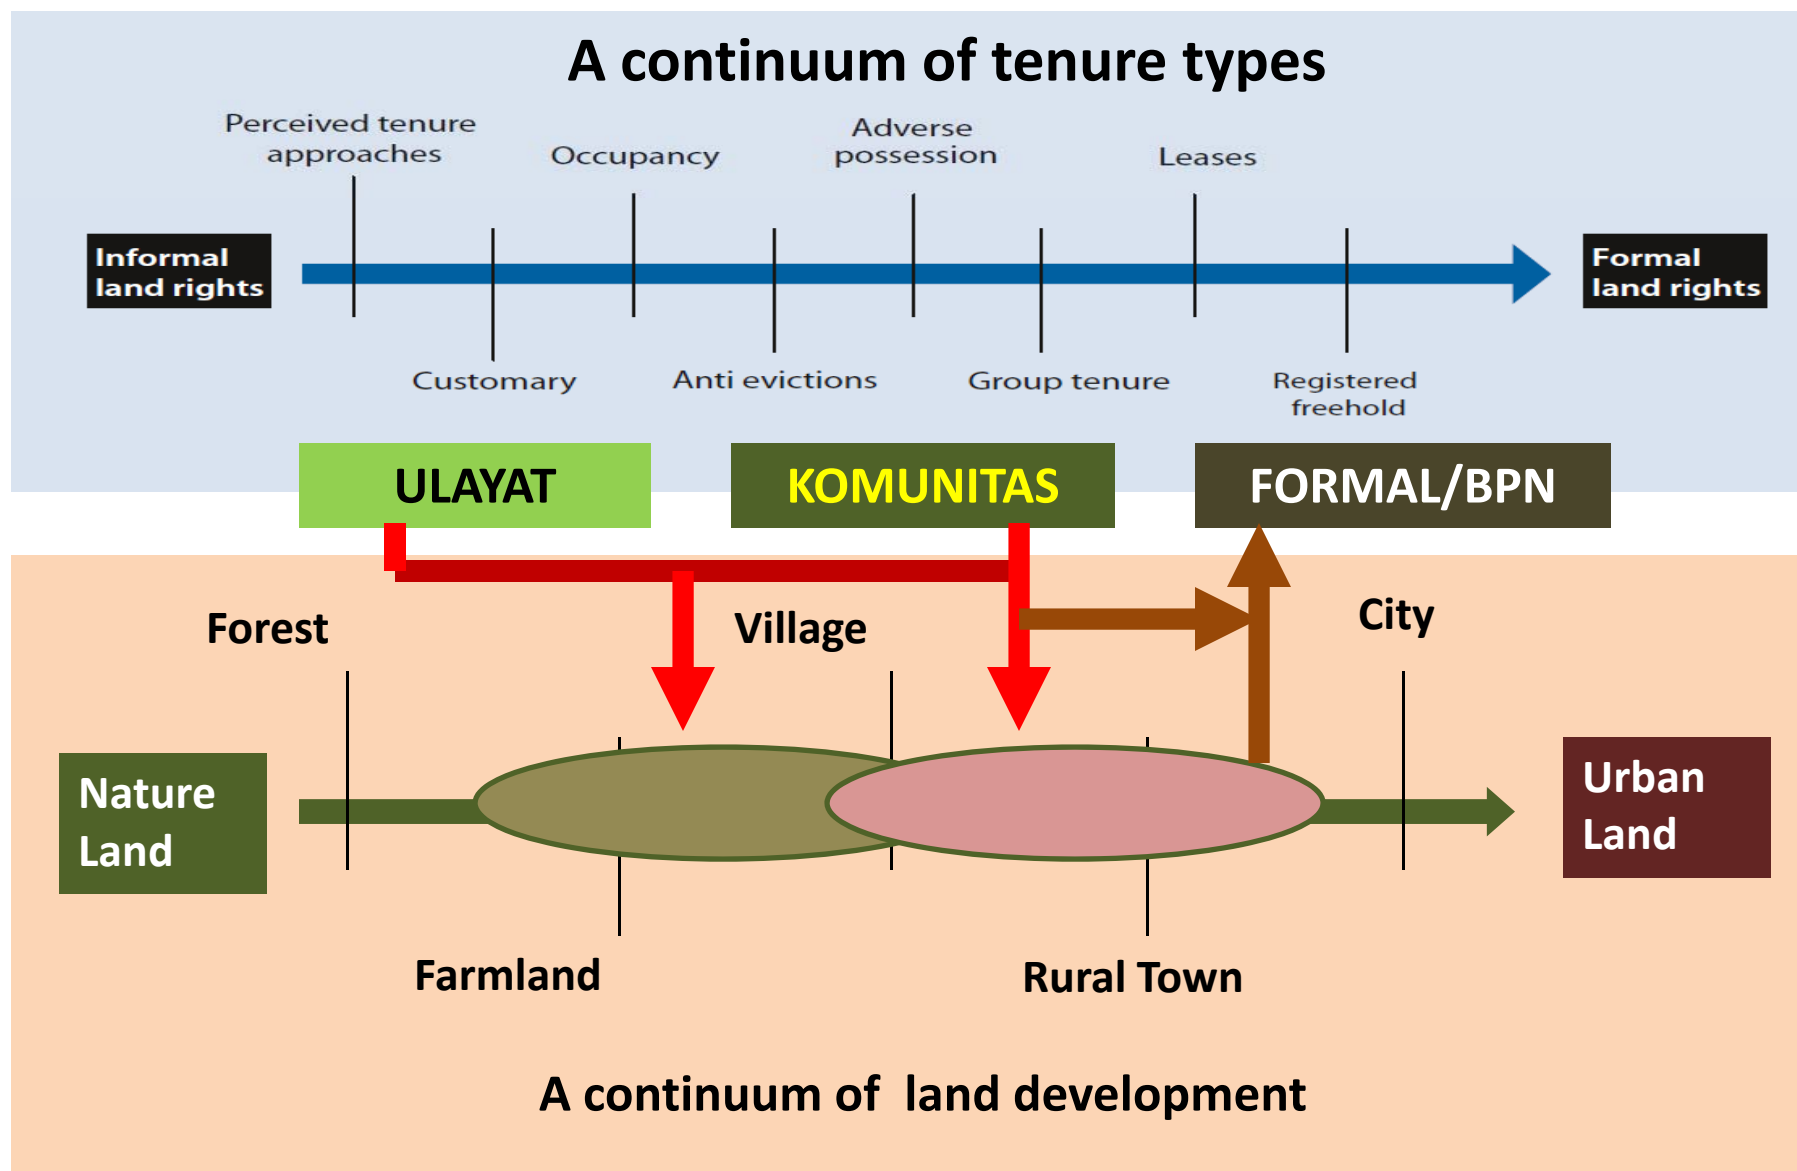 A continuum of tenure types
Perceived tenure
approaches
Occupancy
Adverse
possession
Leases
Informal
land rights
Formal
land rights
Customary
Anti evictions
Group tenure
Registered
freehold
ULAYAT
KOMUNITAS
FORMAL/BPN
Forest
Village
City
Nature
Land
Urban
Land
Farmland
Rural Town
A continuum of  land development